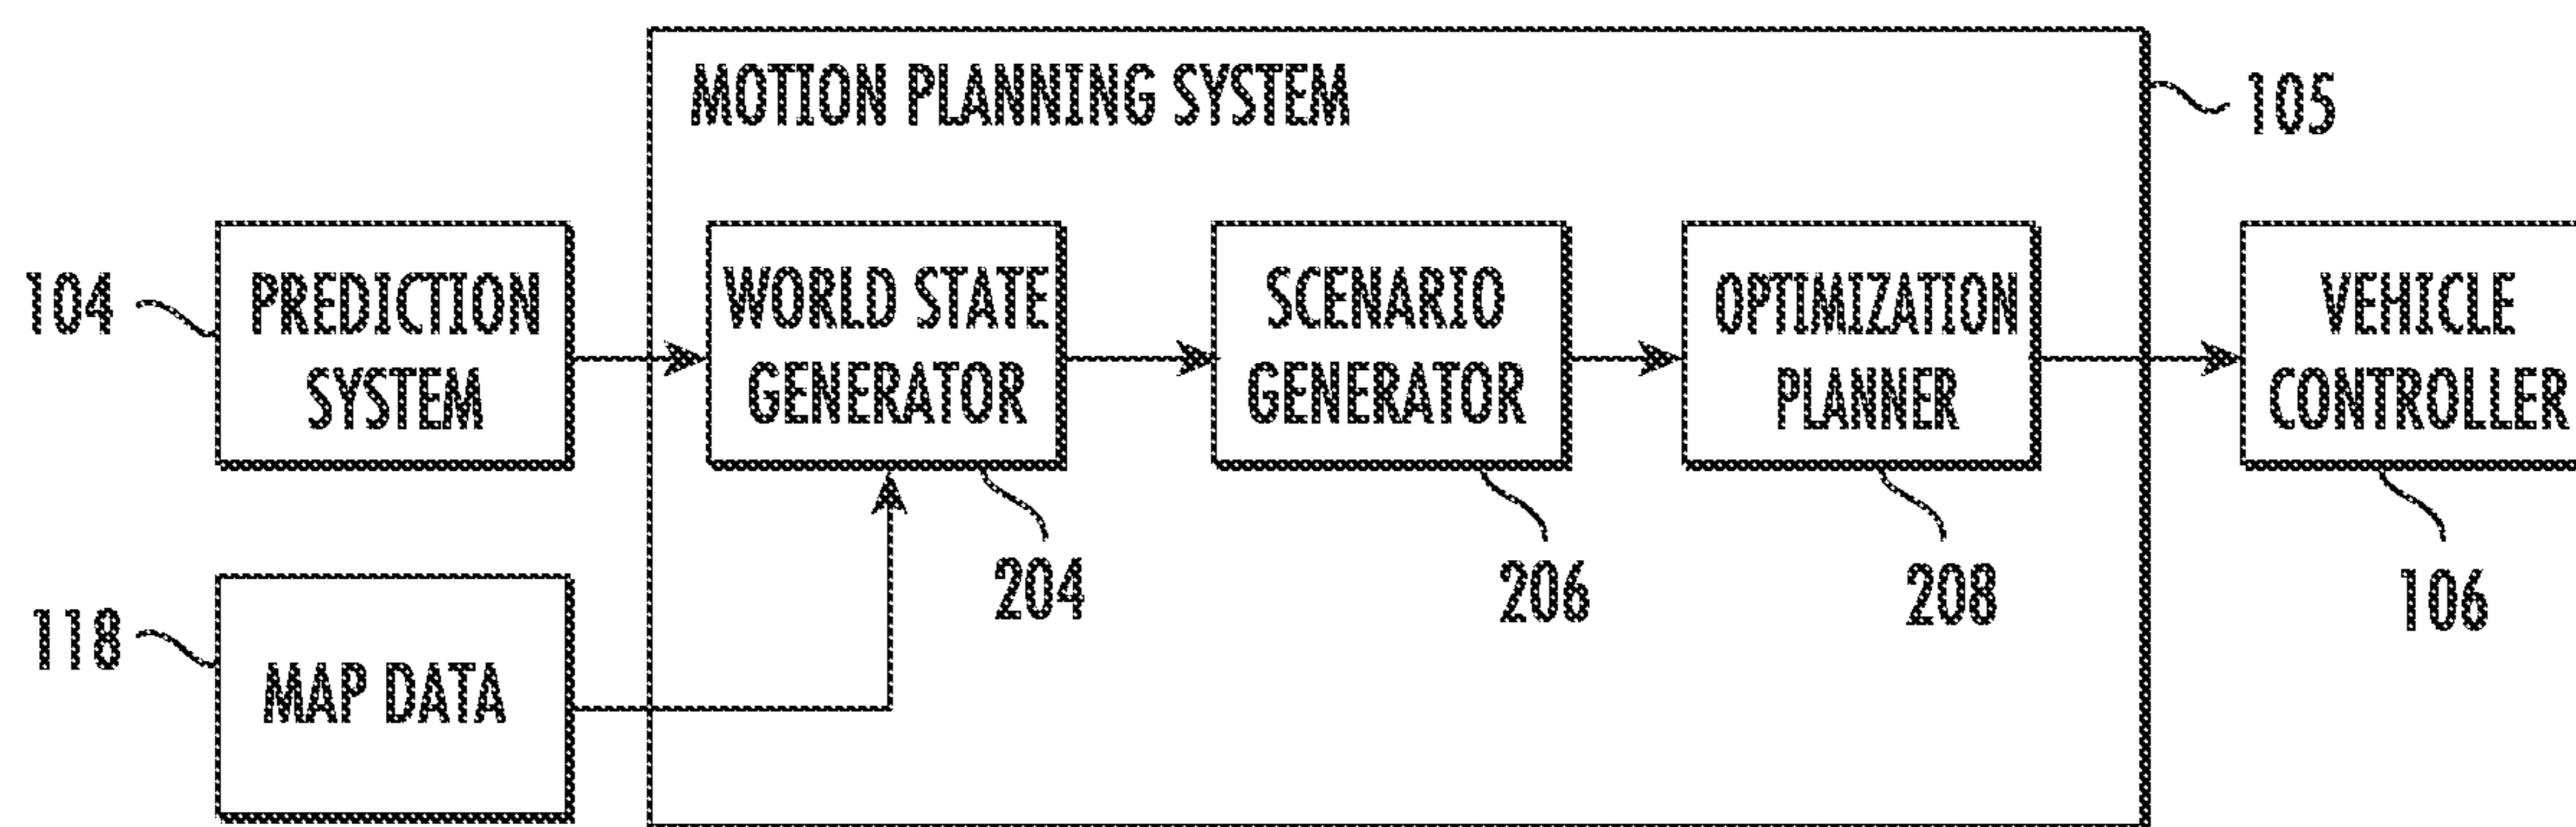 MOTION PLANNING SYSTEM
105
104
PREDICTION
SYSTEM
WORLD STATE
GENERATOR
SCENARIO
GENERATOR
OPTIMIZATION
PLANNER
VEHICLE
CONTROLLER
204
206
208
106
118
MAP DATA